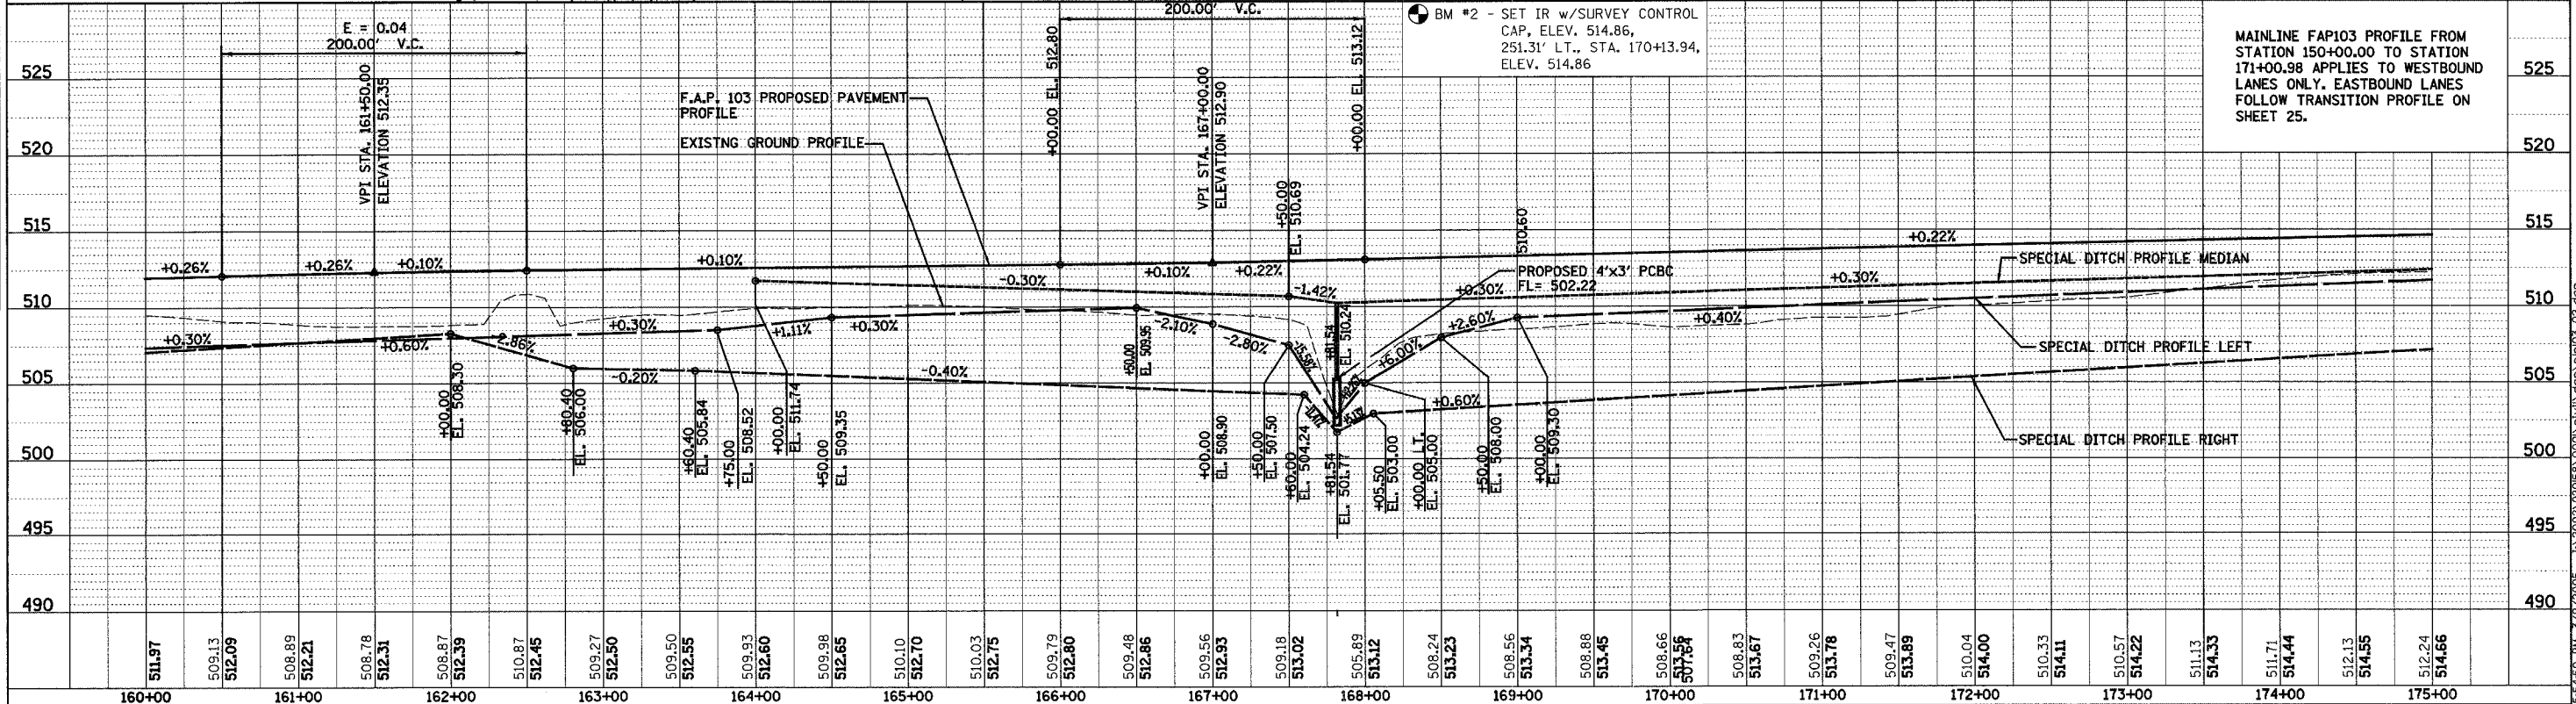 200.00' V.C.
E = 0.04
200.00' V.C.
VPI STA. 161+50.00
ELEVATION 512.35
F.A.P. 103 PROPOSED PAVEMENT
PROFILE
EXISTNG GROUND PROFILE
+00.00 EL. 512.80
VPI STA. 167+00.00
ELEVATION 512.90
+00.00 EL. 513.12
BM #2 - SET IR w/SURVEY CONTROL
CAP, ELEV. 514.86,
251.31' LT., STA. 170+13.94,
ELEV. 514.86
MAINLINE FAP103 PROFILE FROM
STATION 150+00.00 TO STATION
171+00.98 APPLIES TO WESTBOUND
LANES ONLY. EASTBOUND LANES
FOLLOW TRANSITION PROFILE ON
SHEET 25.
525
525
520
520
515
515
510
510
505
505
500
500
495
495
490
490
+50.00
EL. 510.69
510.60
+0.26%
+0.26%
+0.10%
+0.10%
+0.10%
+0.22%
+0.22%
-0.30%
-1.42%
+0.30%
+0.30%
PROPOSED 4'x3' PCBC
FL= 502.22
SPECIAL DITCH PROFILE MEDIAN
SPECIAL DITCH PROFILE LEFT
SPECIAL DITCH PROFILE RIGHT
+0.30%
+0.60%
-2.86%
+0.30%
+1.11%
+0.30%
-2.10%
-2.80%
-15.58%
+6.00%
+2.60%
+0.40%
-0.20%
-0.40%
+0.60%
+81.54
EL. 510.24
+00.00
EL. 508.30
+80.40
EL. 506.00
+60.40
EL. 505.84
+75.00
EL. 508.52
+00.00
EL. 511.74
+50.00
EL. 509.35
+50.00
EL. 509.95
+00.00
EL. 508.90
+50.00
EL. 507.50
+60.00
EL. 504.24
+81.54
EL. 501.77
+05.50
EL. 503.00
+00.00 LT.
EL. 505.00
+50.00
EL. 508.00
+00.00
EL. 509.30
511.97
509.13
512.09
508.89
512.21
508.78
512.31
508.87
512.39
510.87
512.45
509.27
512.50
509.50
512.55
509.93
512.60
509.98
512.65
510.10
512.70
510.03
512.75
509.79
512.80
509.48
512.86
509.56
512.93
509.18
513.02
505.89
513.12
508.24
513.23
508.56
513.34
508.88
513.45
508.66
513.56
507.64
508.83
513.67
509.26
513.78
509.47
513.89
510.04
514.00
510.33
514.11
510.57
514.22
511.13
514.33
511.71
514.44
512.13
514.55
512.24
514.66
160+00 161+00 162+00 163+00 164+00 165+00 166+00 167+00 168+00 169+00 170+00 171+00 172+00 173+00 174+00 175+00